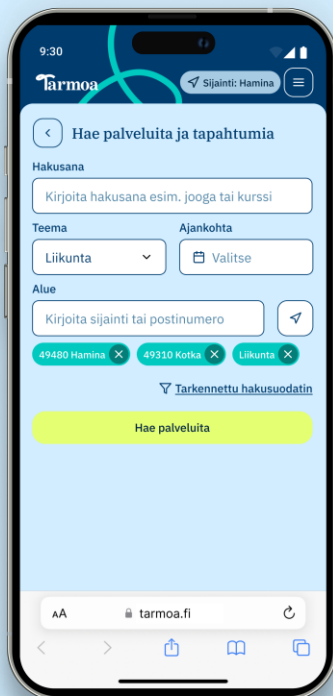 9:30
Tarmoa
Sijainti: Hamina
Hae palveluita ja tapahtumia
Hakusana
Kirjoita hakusana esim. jooga tai kurssi
Teema Ajankohta
Liikunta Valitse
Alue
Kirjoita sijainti tai postinumero
49480 Hamina 49310 Kotka Liikunta
Tarkennettu hakusuodatin
Hae palveluita
AA tarmoa.fi